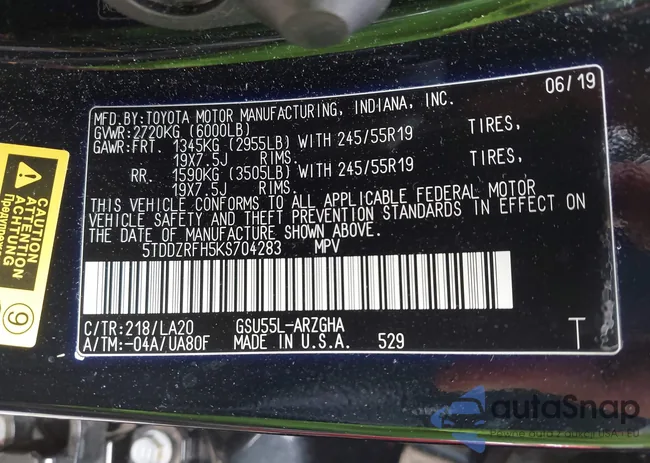 06/19
MFD.BY:TOYOTA MOTOR MANUFACTURING, INDIANA, INC.
GVWR:2720KG (6000LB)
GAWR:FRT. 1345KG (2955LB) WITH 245/55R19 TIRES,
19X7.5J RIMS.
RR. 1590KG (3505LB) WITH 245/55R19 TIRES,
19X7.5J RIMS.
THIS VEHICLE CONFORMS TO ALL APPLICABLE FEDERAL MOTOR
VEHICLE SAFETY AND THEFT PREVENTION STANDARDS IN EFFECT ON
THE DATE OF MANUFACTURE SHOWN ABOVE.
5TDDZRFH5KS704283 MPV
C/TR:218/LA20 GSU55L-ARZGHA
A/TM:-04A/UA80F MADE IN U.S.A. 529 T
CAUTION
ATTENTION
ACHTUNG
9
autoSnap